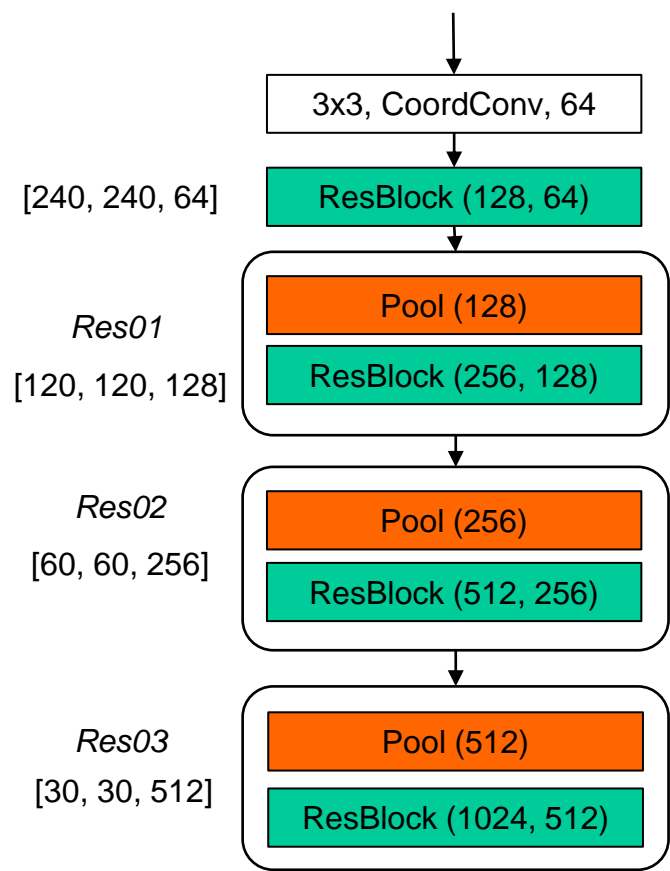 3x3, CoordConv, 64
[240, 240, 64]
ResBlock (128, 64)
Res01
[120, 120, 128]
Pool (128)
ResBlock (256, 128)
Res02
[60, 60, 256]
Pool (256)
ResBlock (512, 256)
Res03
[30, 30, 512]
Pool (512)
ResBlock (1024, 512)